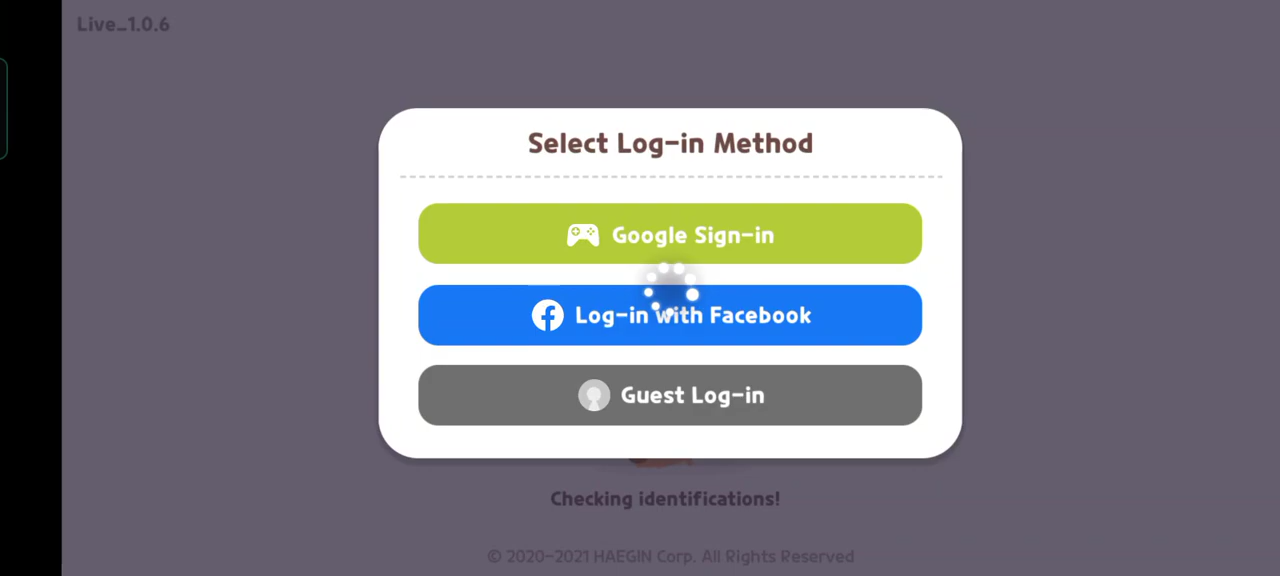 Live_1.0.6
Select Log-in Method
Google Sign-in
Log-in with Facebook
Guest Log-in
Checking identifications!
© 2020-2021 HAEGIN Corp. All Rights Reserved